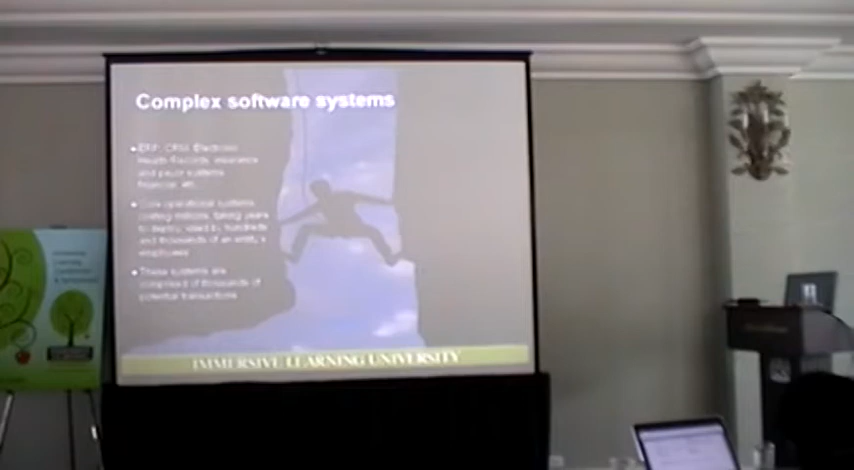 Complex software systems
ERP, CRM, Electronic
Health Records, insurance
and payor systems
financial, etc.
Core operational systems
costing millions, taking years
to deploy, used by hundreds
and thousands of an entity's
employees
These systems are
comprised of thousands of
potential transactions
IMMERSIVE LEARNING UNIVERSITY
Immersive
Learning